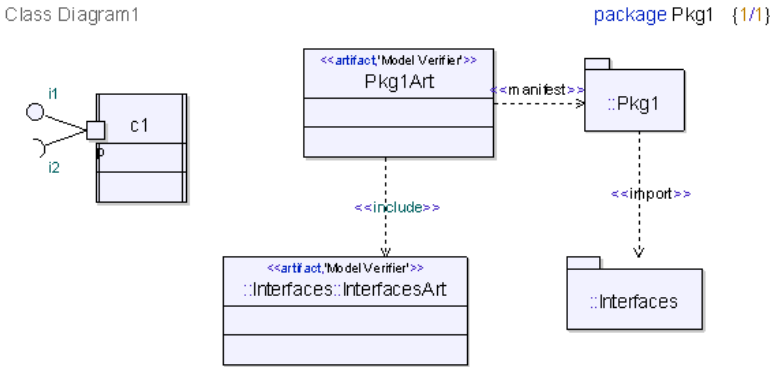 Class Diagram1
package Pkg1 {1/1}
<<artifact,'Model Verifier'>>
Pkg1Art
<<manifest>>
::Pkg1
i1
c1
p
i2
<<include>>
<<import>>
<<artifact,'Model Verifier'>>
::Interfaces::InterfacesArt
::Interfaces